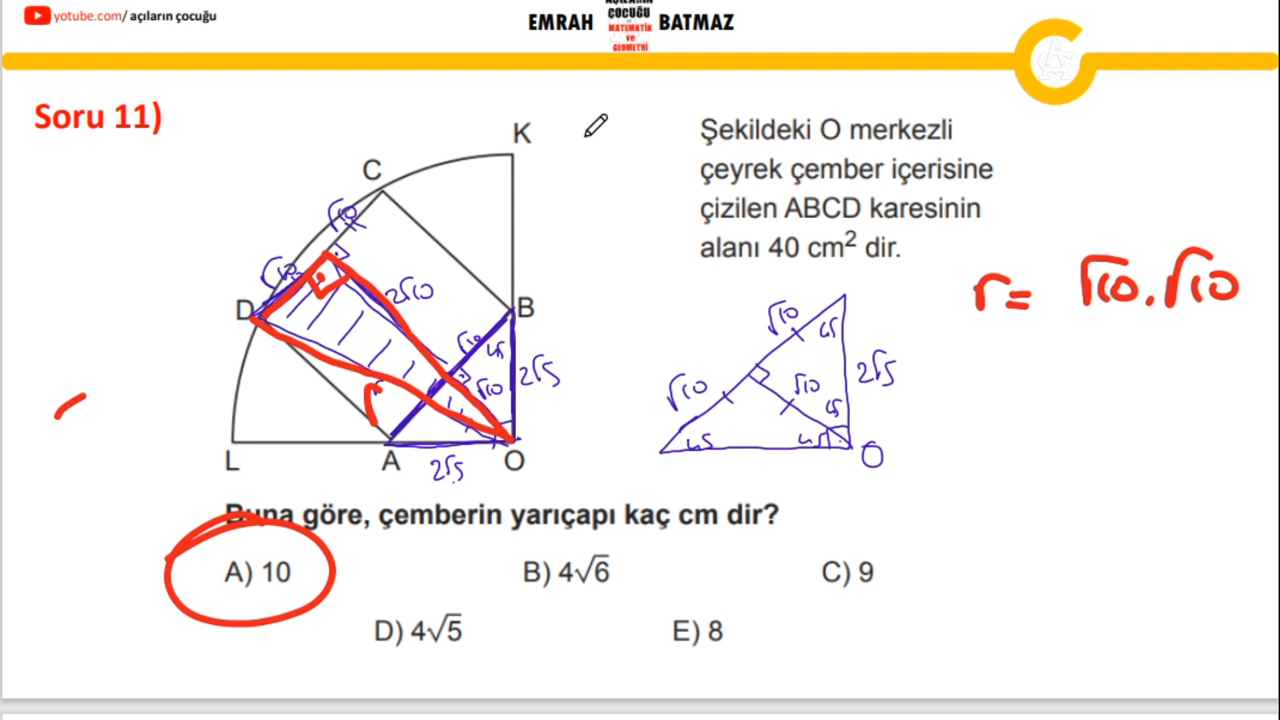 yotube.com/ açıların çocuğu
EMRAH AÇILARIN ÇOCUĞU MATEMATİK ve GEOMETRİ BATMAZ
Soru 11)
K
C
D
B
L
A
O
√10
√10
2√10
√10
45
√10
2√5
2√5
r
Şekildeki O merkezli
çeyrek çember içerisine
çizilen ABCD karesinin
alanı 40 cm² dir.
r= √10.√10
√10
45
√10
√10
2√5
45
45
45
O
Buna göre, çemberin yarıçapı kaç cm dir?
A) 10
B) 4√6
C) 9
D) 4√5
E) 8